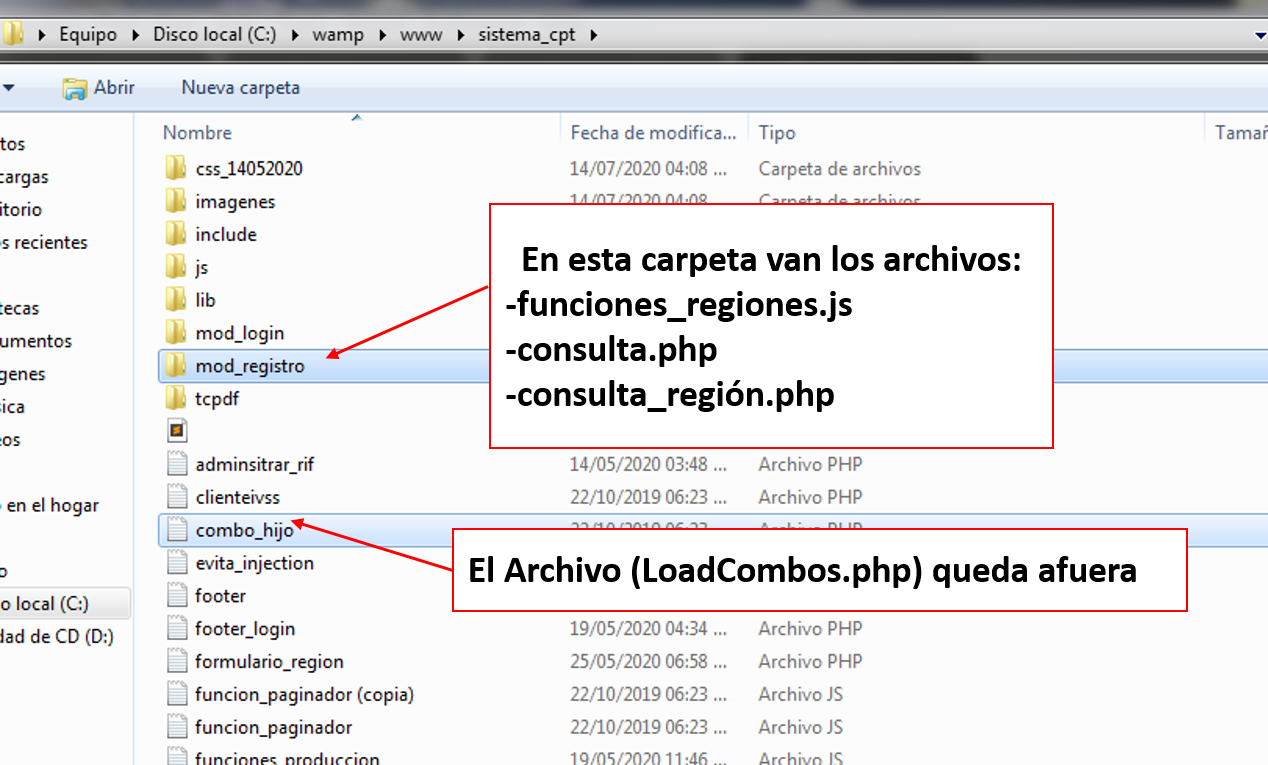 Equipo Disco local (C:) wamp www sistema_cpt
Abrir Nueva carpeta
Nombre Fecha de modifica... Tipo Tamañ
tos
cargas
itorio
s recientes
tecas
umentos
genes
ica
eos
o en el hogar
o
o local (C:)
dad de CD (D:)
css_14052020 14/07/2020 04:08 ... Carpeta de archivos
imagenes 14/07/2020 04:08 Carpeta de archivos
include
js
lib
mod_login
mod_registro
tcpdf
adminsitrar_rif 14/05/2020 03:48 ... Archivo PHP
clienteivss 22/10/2019 06:23 ... Archivo PHP
combo_hijo 22/10/2019 06:23 Archivo PHP
evita_injection
footer
footer_login 19/05/2020 04:34 ... Archivo PHP
formulario_region 25/05/2020 06:58 ... Archivo PHP
funcion_paginador (copia) 22/10/2019 06:23 ... Archivo JS
funcion_paginador 22/10/2019 06:23 ... Archivo JS
funciones_produccion 19/05/2020 11:46 ... Archivo JS
En esta carpeta van los archivos:
-funciones_regiones.js
-consulta.php
-consulta_región.php
El Archivo (LoadCombos.php) queda afuera